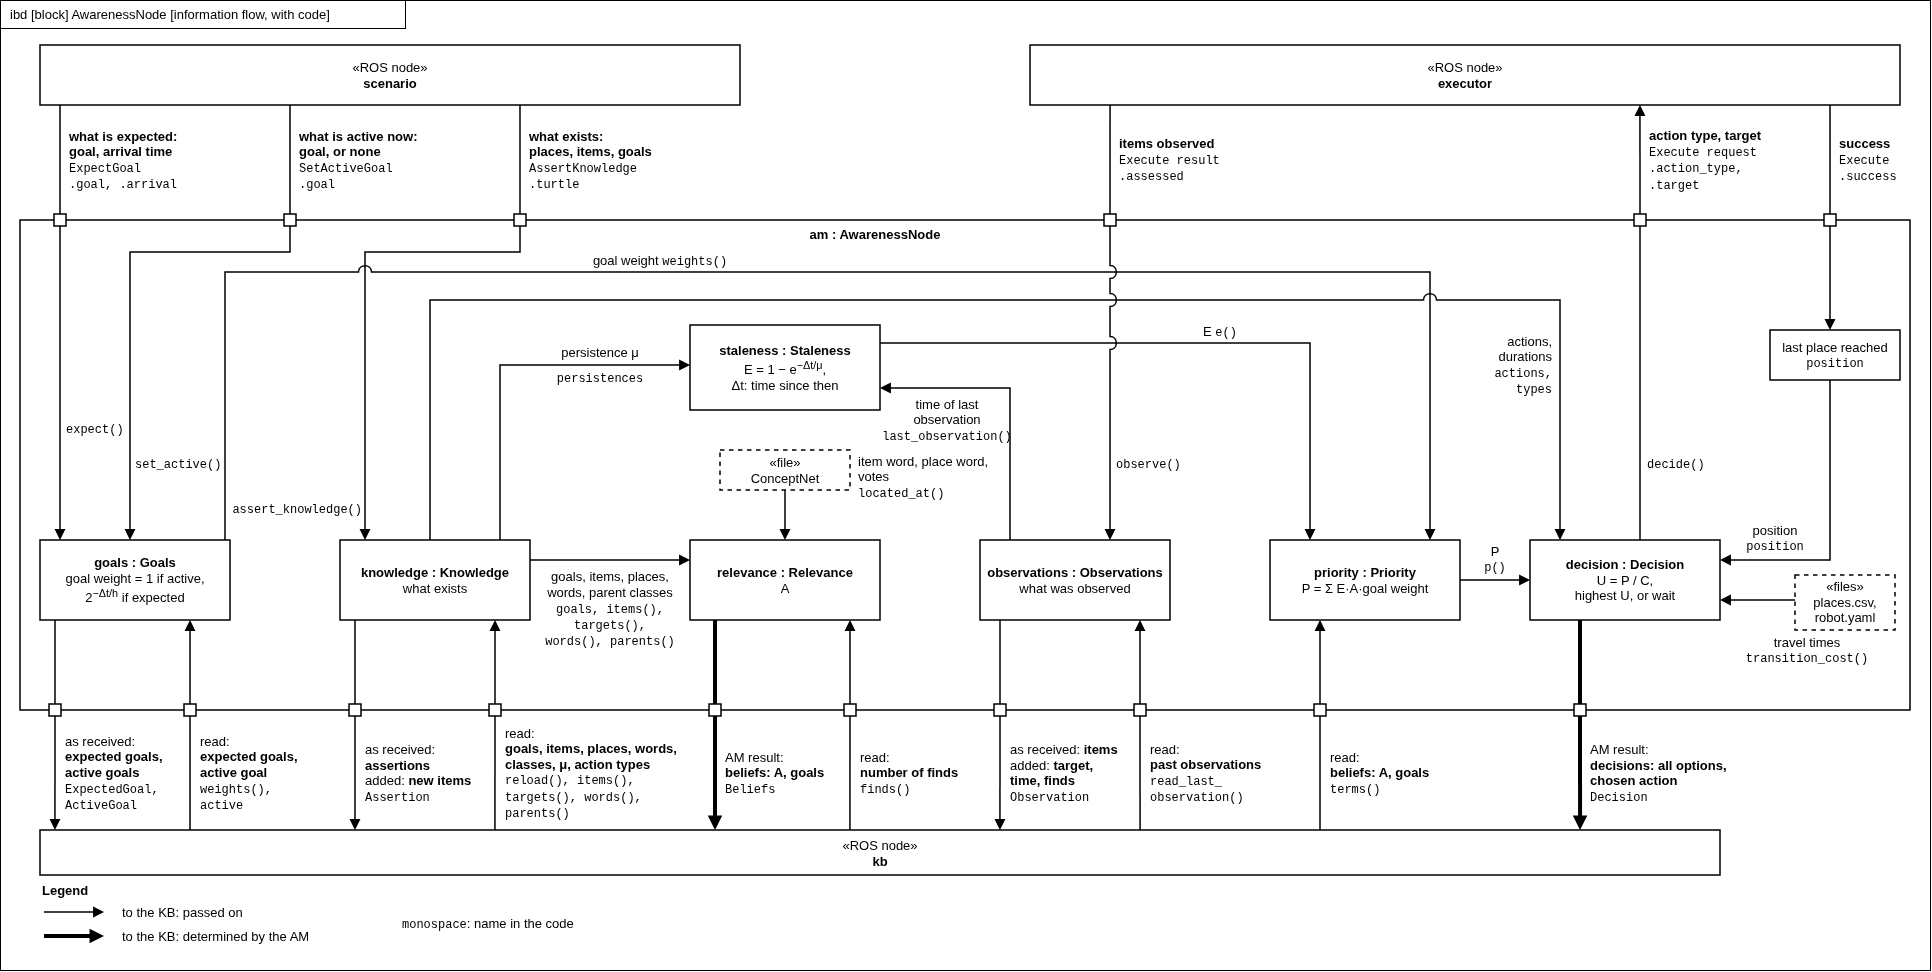 ibd [block] AwarenessNode [information flow, with code]
«ROS node»
scenario
«ROS node»
executor
what is expected:
goal, arrival time
ExpectGoal
.goal, .arrival
what is active now:
goal, or none
SetActiveGoal
.goal
what exists:
places, items, goals
AssertKnowledge
.turtle
items observed
Execute result
.assessed
action type, target
Execute request
.action_type,
.target
success
Execute
.success
am : AwarenessNode
goal weight weights()
E e()
persistence μ
persistences
staleness : Staleness
E = 1 − e−Δt/μ,
Δt: time since then
actions,
durations
actions,
types
last place reached
position
time of last
observation
last_observation()
expect()
set_active()
assert_knowledge()
«file»
ConceptNet
item word, place word,
votes
located_at()
observe()
decide()
goals : Goals
goal weight = 1 if active,
2−Δt/h if expected
knowledge : Knowledge
what exists
goals, items, places,
words, parent classes
goals, items(),
targets(),
words(), parents()
relevance : Relevance
A
observations : Observations
what was observed
priority : Priority
P = Σ E·A·goal weight
P
p()
decision : Decision
U = P / C,
highest U, or wait
position
position
«files»
places.csv,
robot.yaml
travel times
transition_cost()
as received:
expected goals,
active goals
ExpectedGoal,
ActiveGoal
read:
expected goals,
active goal
weights(),
active
as received:
assertions
added: new items
Assertion
read:
goals, items, places, words,
classes, μ, action types
reload(), items(),
targets(), words(),
parents()
AM result:
beliefs: A, goals
Beliefs
read:
number of finds
finds()
as received: items
added: target,
time, finds
Observation
read:
past observations
read_last_
observation()
read:
beliefs: A, goals
terms()
AM result:
decisions: all options,
chosen action
Decision
«ROS node»
kb
Legend
to the KB: passed on
to the KB: determined by the AM
monospace: name in the code